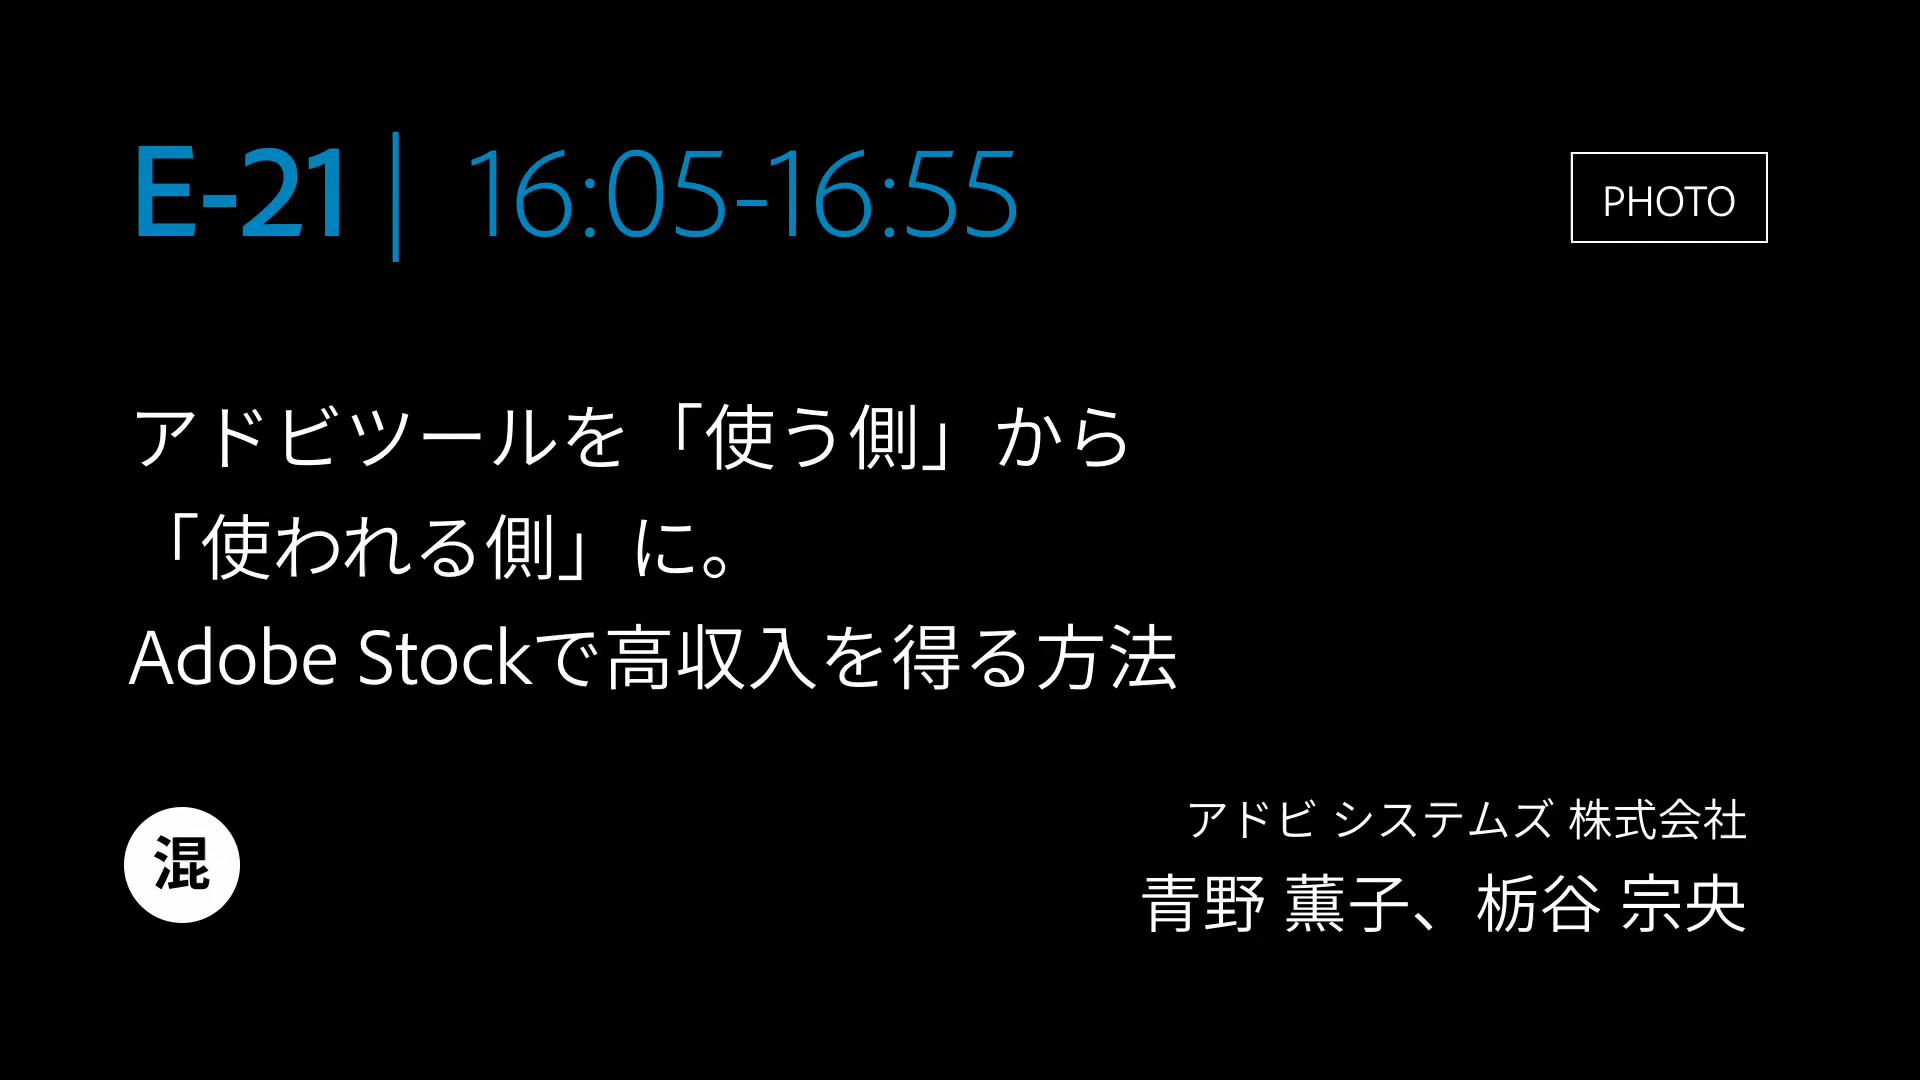 E-21 | 16:05-16:55
PHOTO
アドビツールを「使う側」から
「使われる側」に。
Adobe Stockで高収入を得る方法
混
アドビ システムズ 株式会社
青野 薫子、栃谷 宗央